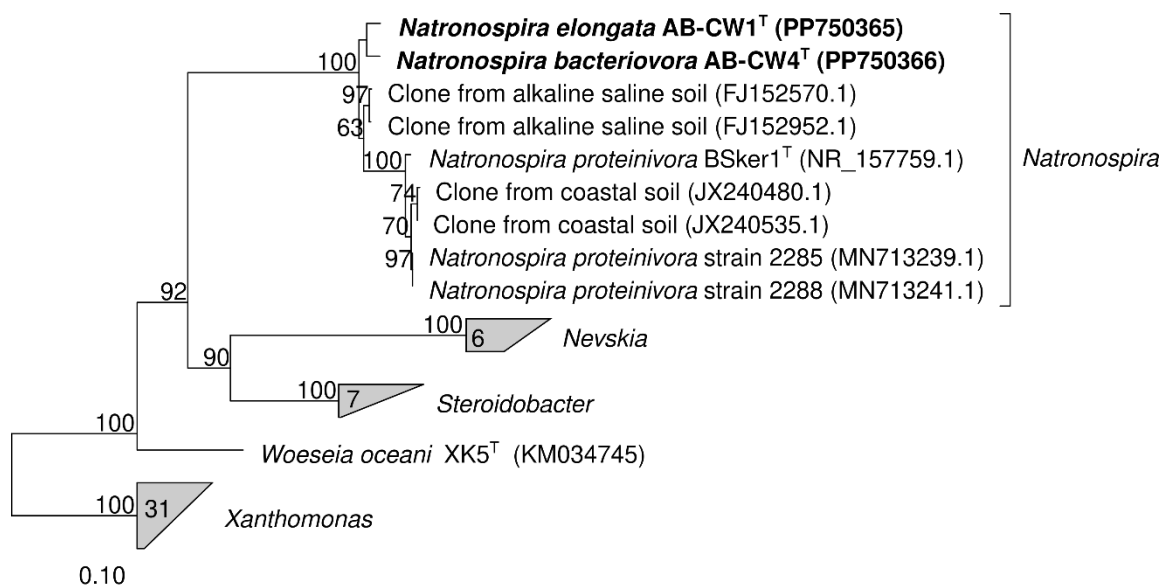 Natronospira elongata AB-CW1T (PP750365)
100
Natronospira bacteriovora AB-CW4T (PP750366)
97
Clone from alkaline saline soil (FJ152570.1)
63
Clone from alkaline saline soil (FJ152952.1)
100
Natronospira proteinivora BSker1T (NR_157759.1)
Natronospira
74
Clone from coastal soil (JX240480.1)
70
Clone from coastal soil (JX240535.1)
97
Natronospira proteinivora strain 2285 (MN713239.1)
Natronospira proteinivora strain 2288 (MN713241.1)
92
100
6
Nevskia
90
100
7
Steroidobacter
100
Woeseia oceani XK5T (KM034745)
100
31
Xanthomonas
0.10